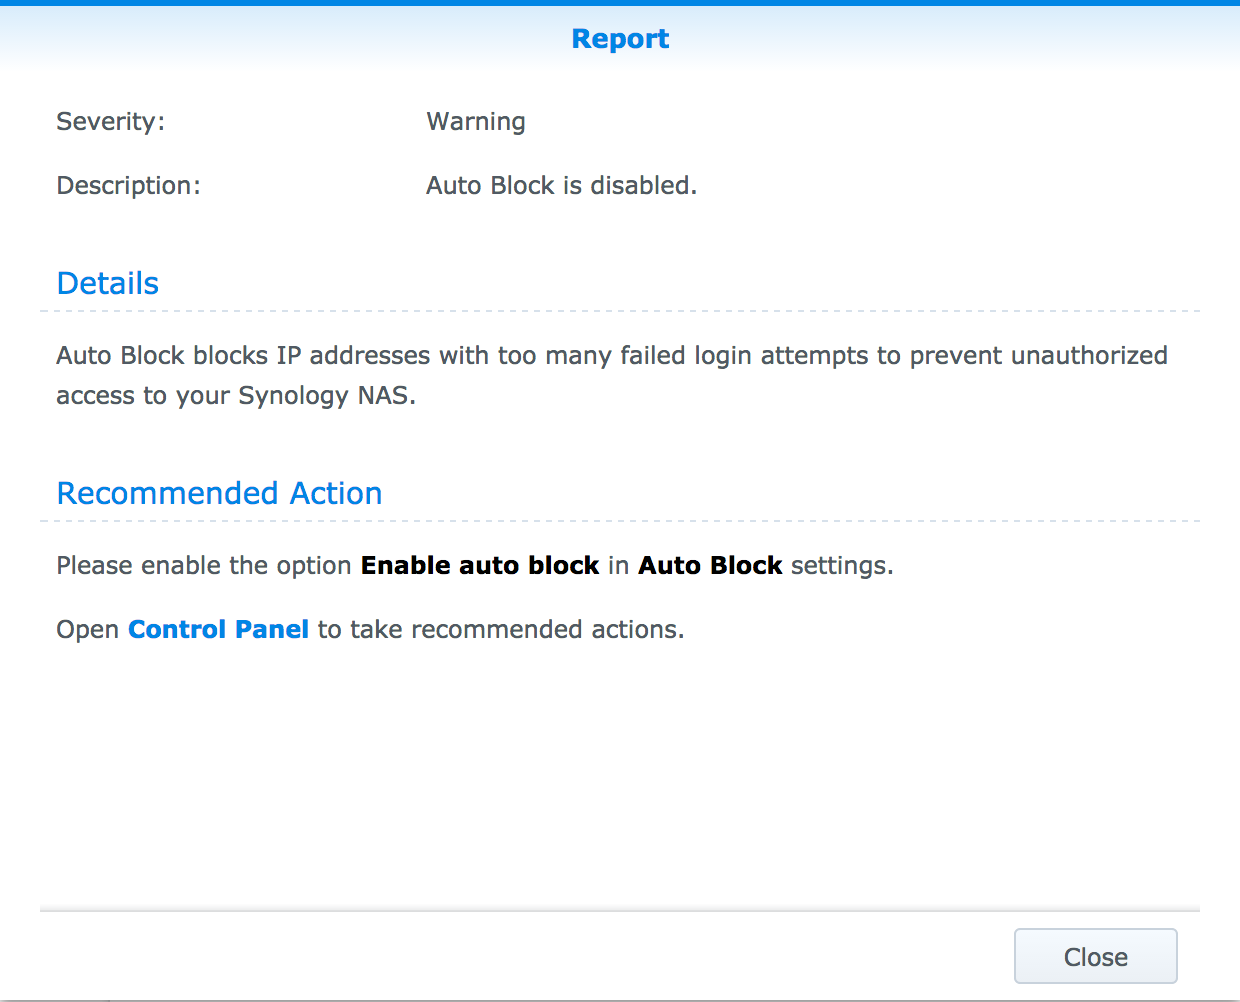 Report
Severity: Warning
Description: Auto Block is disabled.
Details
Auto Block blocks IP addresses with too many failed login attempts to prevent unauthorized
access to your Synology NAS.
Recommended Action
Please enable the option Enable auto block in Auto Block settings.
Open Control Panel to take recommended actions.
Close